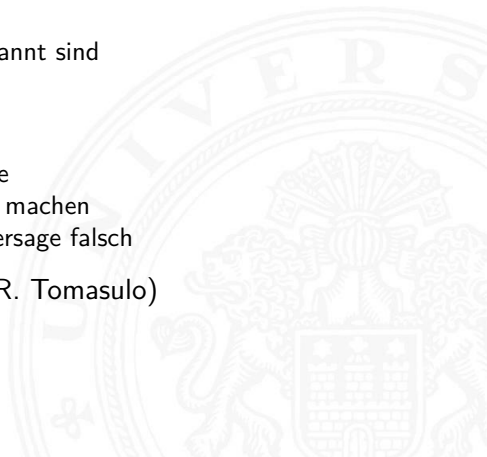 annt sind
e
machen
ersage falsch
R. Tomasulo)
U N I V E R S